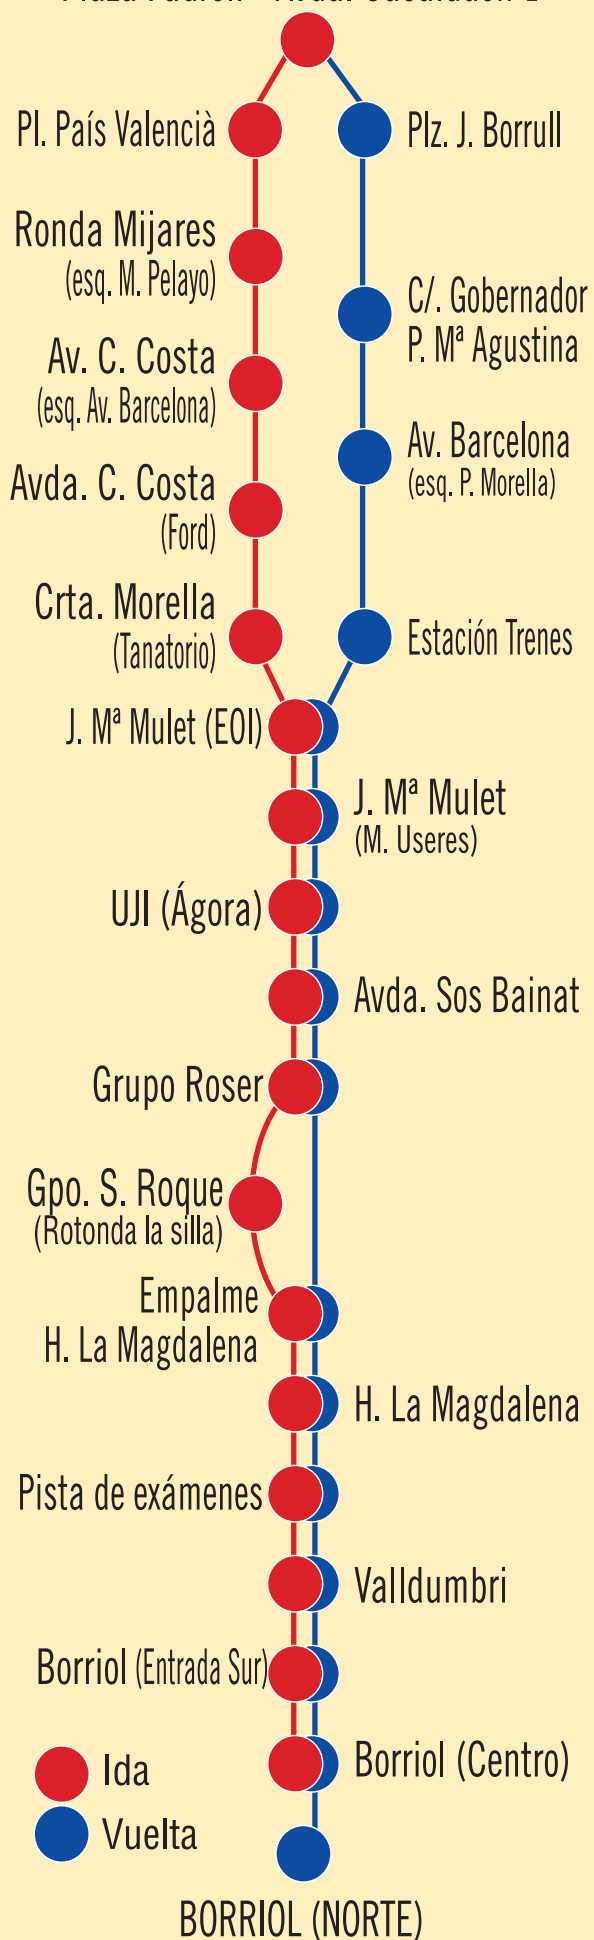 Pl. País Valencià
Plz. J. Borrull
Ronda Mijares
(esq. M. Pelayo)
C/. Gobernador
P. Mª Agustina
Av. C. Costa
(esq. Av. Barcelona)
Av. Barcelona
(esq. P. Morella)
Avda. C. Costa
(Ford)
Crta. Morella
(Tanatorio)
Estación Trenes
J. Mª Mulet (EOI)
J. Mª Mulet
(M. Useres)
UJI (Ágora)
Avda. Sos Bainat
Grupo Roser
Gpo. S. Roque
(Rotonda la silla)
Empalme
H. La Magdalena
H. La Magdalena
Pista de exámenes
Valldumbri
Borriol (Entrada Sur)
Borriol (Centro)
Ida
Vuelta
BORRIOL (NORTE)